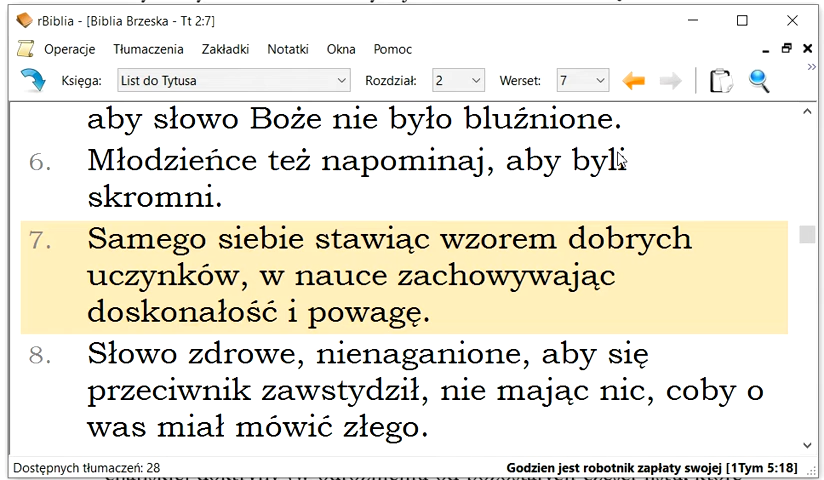 rBiblia - [Biblia Brzeska - Tt 2:7]
Operacje Tłumaczenia Zakładki Notatki Okna Pomoc
Księga: List do Tytusa Rozdział: 2 Werset: 7
aby słowo Boże nie było bluźnione.
6. Młodzieńce też napominaj, aby byli
skromni.
7. Samego siebie stawiąc wzorem dobrych
uczynków, w nauce zachowywając
doskonałość i powagę.
8. Słowo zdrowe, nienaganione, aby się
przeciwnik zawstydził, nie mając nic, coby o
was miał mówić złego.
Dostępnych tłumaczeń: 28 Godzien jest robotnik zapłaty swojej [1Tym 5:18]